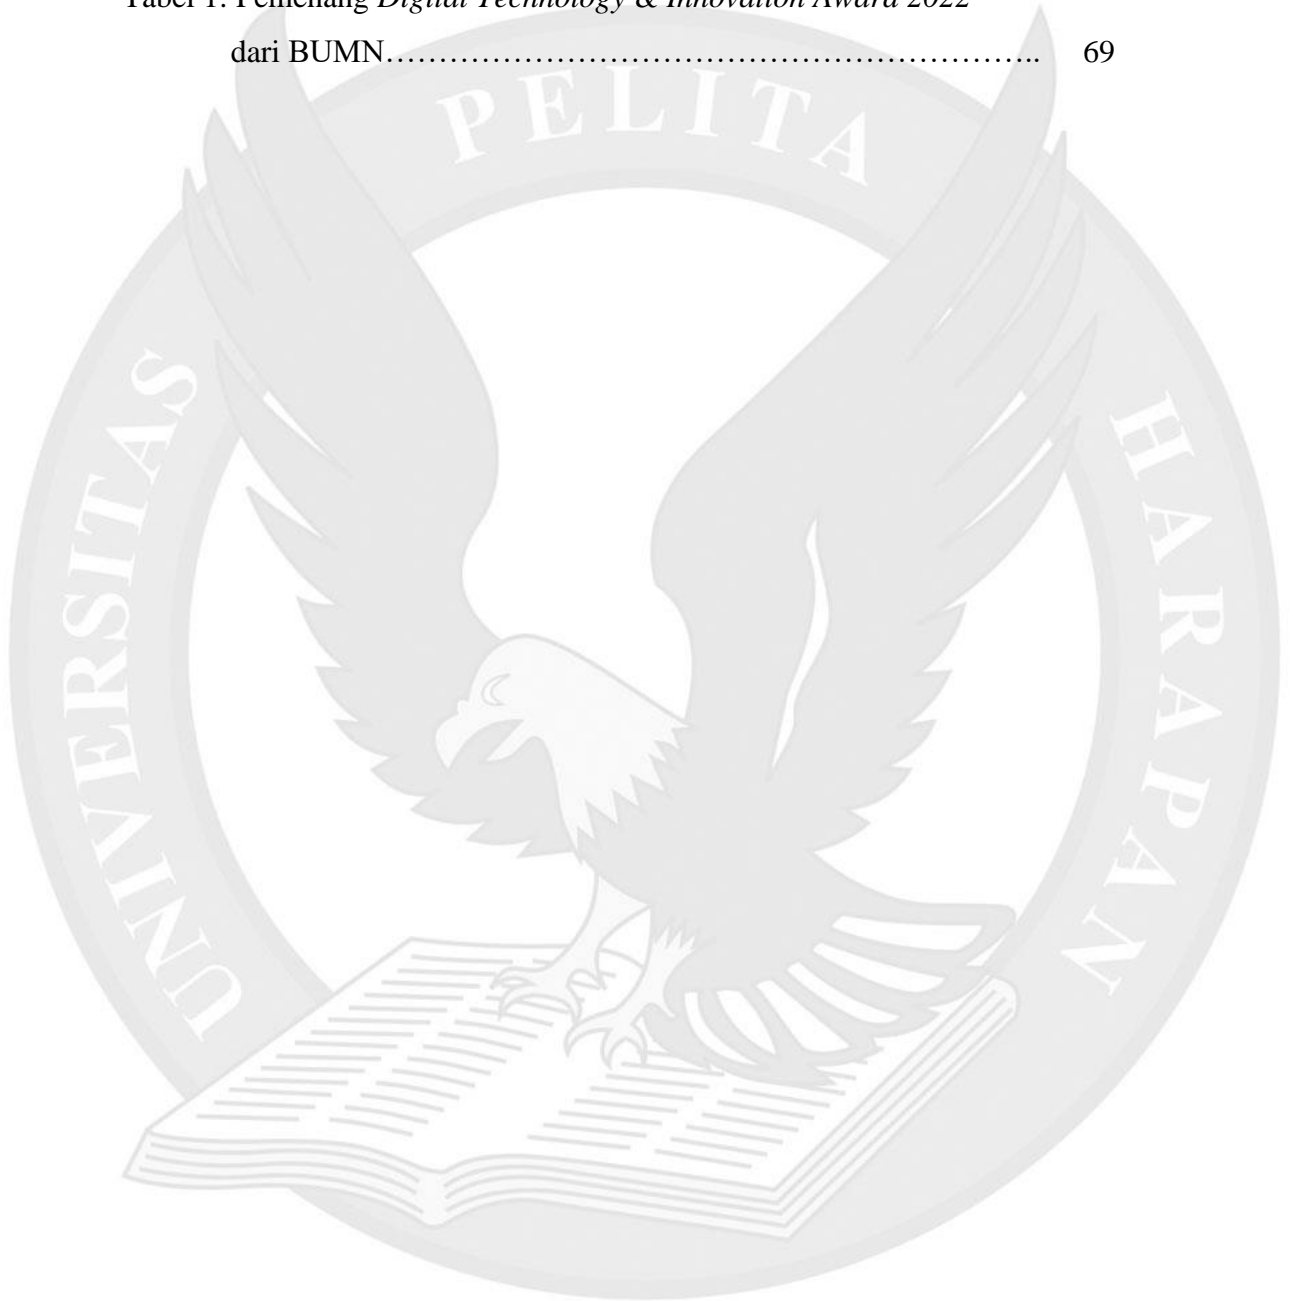 Tabel 1. Pemenang Digital Technology & Innovation Award 2022
dari BUMN…………………………………………………….. 69
UNIVERSITAS PELITA HARAPAN